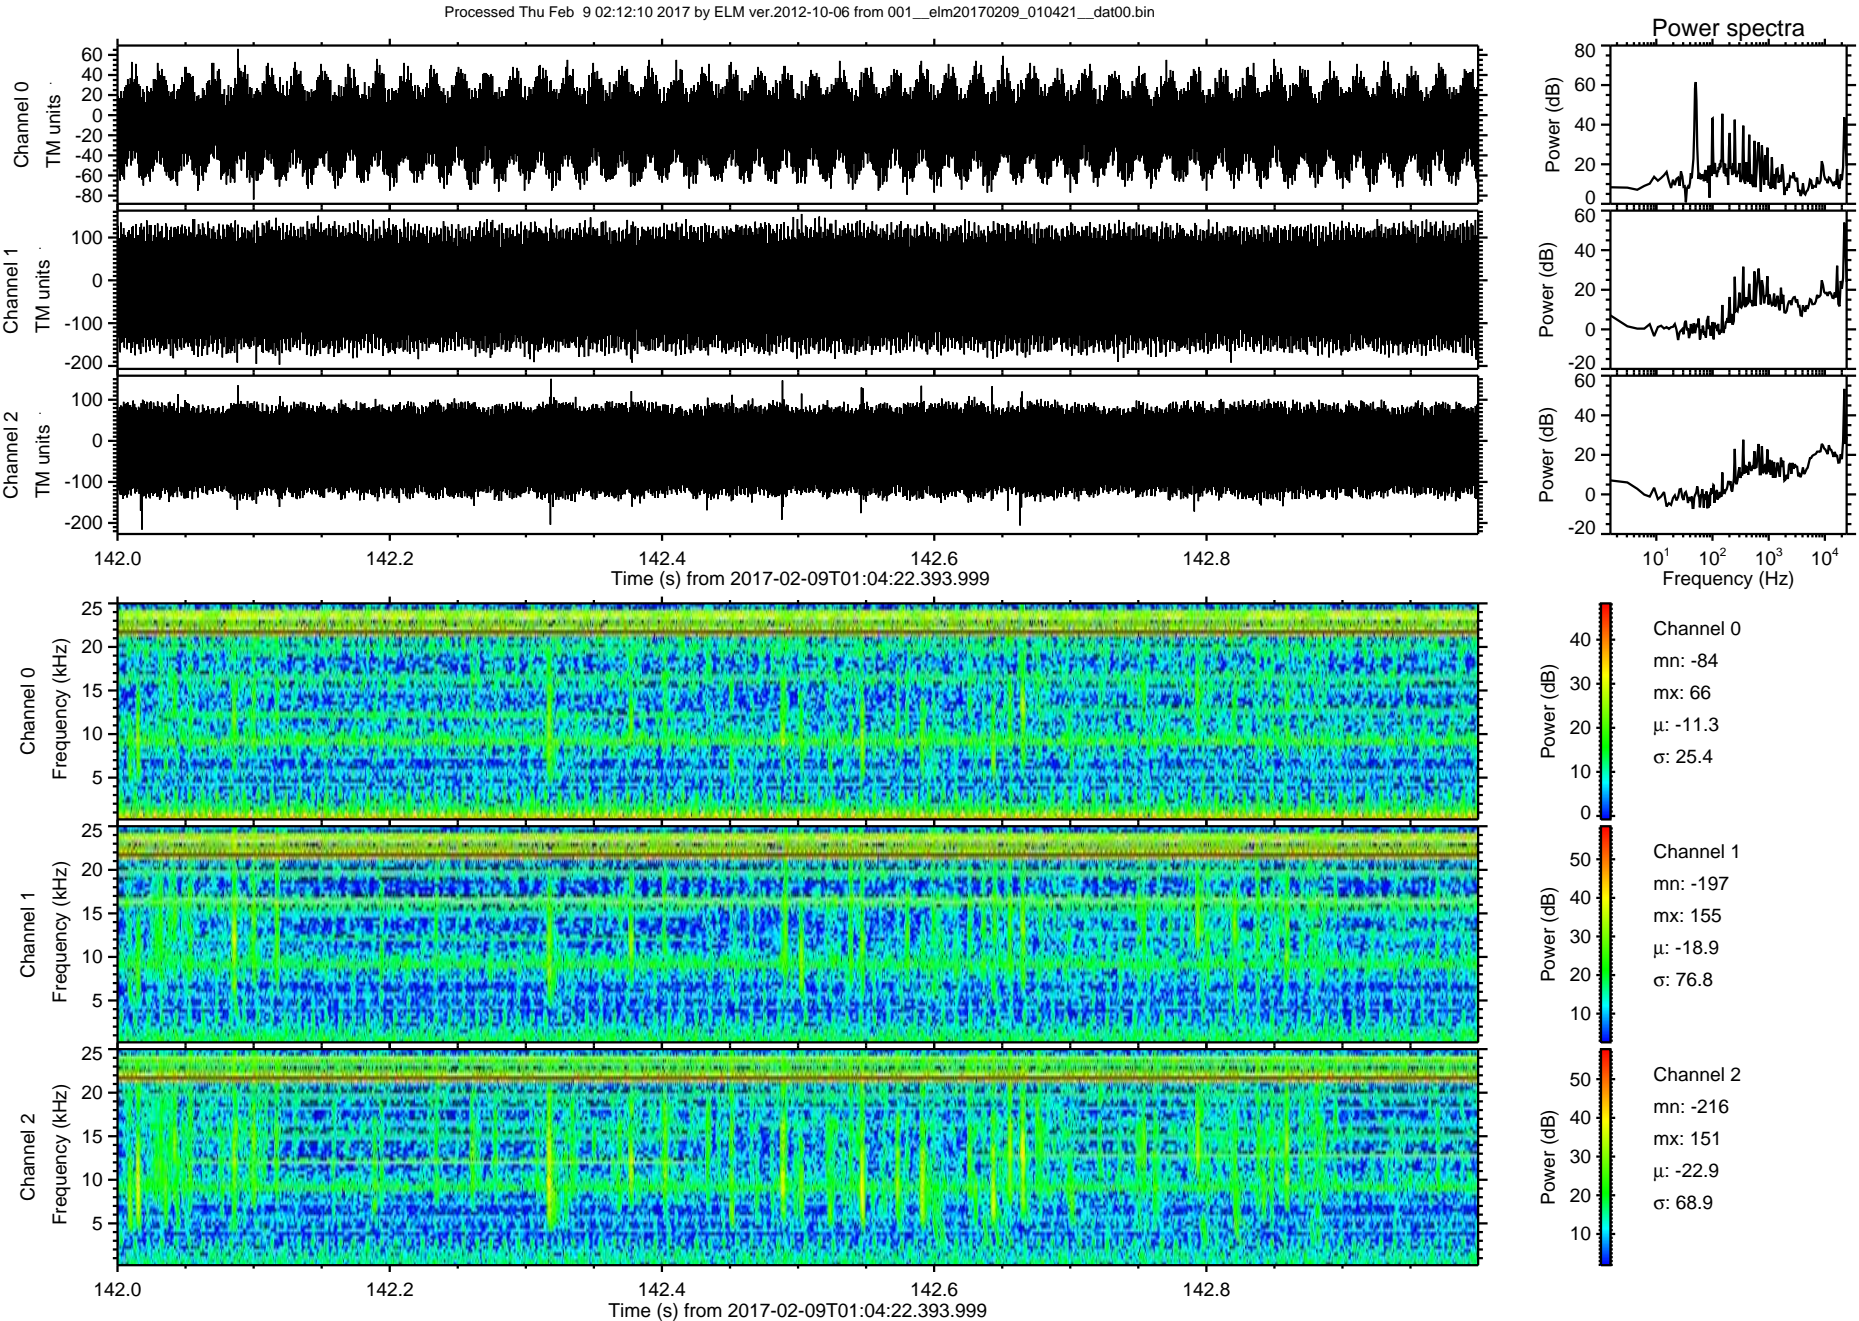 Processed Thu Feb  9 02:12:10 2017 by ELM ver.2012-10-06 from 001__elm20170209_010421__dat00.bin
Power spectra
Channel 0
TM units
60
40
20
0
-20
-40
-60
-80
Power (dB)
80
60
40
20
0
Channel 1
TM units
100
0
-100
-200
Power (dB)
60
40
20
0
-20
Channel 2
TM units
100
0
-100
-200
Power (dB)
60
40
20
0
-20
142.0 142.2 142.4 142.6 142.8
Time (s) from 2017-02-09T01:04:22.393.999
10^1 10^2 10^3 10^4
Frequency (Hz)
Channel 0
Frequency (kHz)
25
20
15
10
5
Power (dB)
40
30
20
10
0
Channel 0
mn: -84
mx: 66
μ: -11.3
σ: 25.4
Channel 1
Frequency (kHz)
25
20
15
10
5
Power (dB)
50
40
30
20
10
Channel 1
mn: -197
mx: 155
μ: -18.9
σ: 76.8
Channel 2
Frequency (kHz)
25
20
15
10
5
Power (dB)
50
40
30
20
10
Channel 2
mn: -216
mx: 151
μ: -22.9
σ: 68.9
142.0 142.2 142.4 142.6 142.8
Time (s) from 2017-02-09T01:04:22.393.999